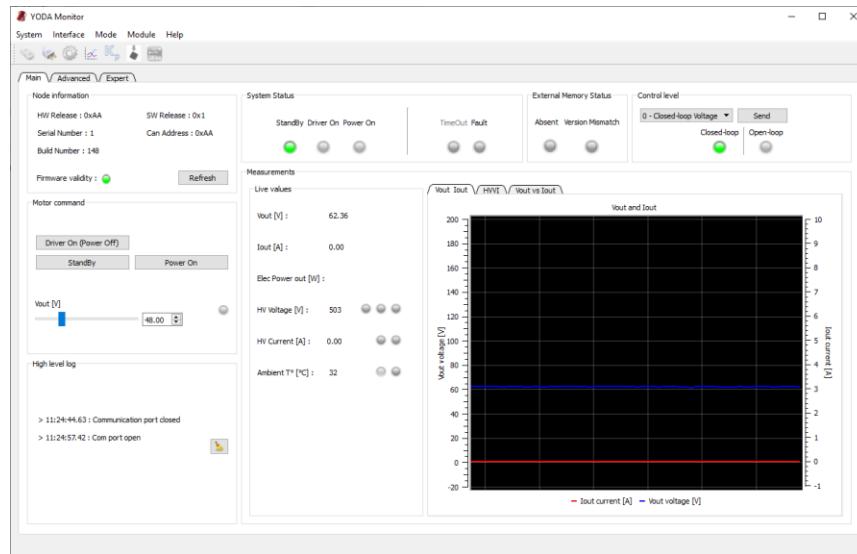 YODA Monitor
System Interface Mode Module Help
Main Advanced Expert
Node information
HW Release : 0xAA SW Release : 0x1
Serial Number : 1 Can Address : 0xAA
Build Number : 148
Firmware validity : Refresh
System Status
StandBy Driver On Power On TimeOut Fault
External Memory Status
Absent Version Mismatch
Control level
0 - Closed-loop Voltage Send
Closed-loop Open-loop
Motor command
Driver On (Power Off)
StandBy Power On
Vout [V]
48.00
High level log
> 11:24:44.63 : Communication port closed
> 11:24:57.42 : Com port open
Measurements
Live values
Vout [V] : 62.36
Iout [A] : 0.00
Elec Power out [W] :
HV Voltage [V] : 503
HV Current [A] : 0.00
Ambient T° [°C] : 32
Vout Iout HVVI Vout vs Iout
Vout and Iout
200
180
160
140
120
100
80
60
40
20
0
-20
Vout voltage [V]
10
9
8
7
6
5
4
3
2
1
0
-1
Iout current [A]
Iout current [A] Vout voltage [V]